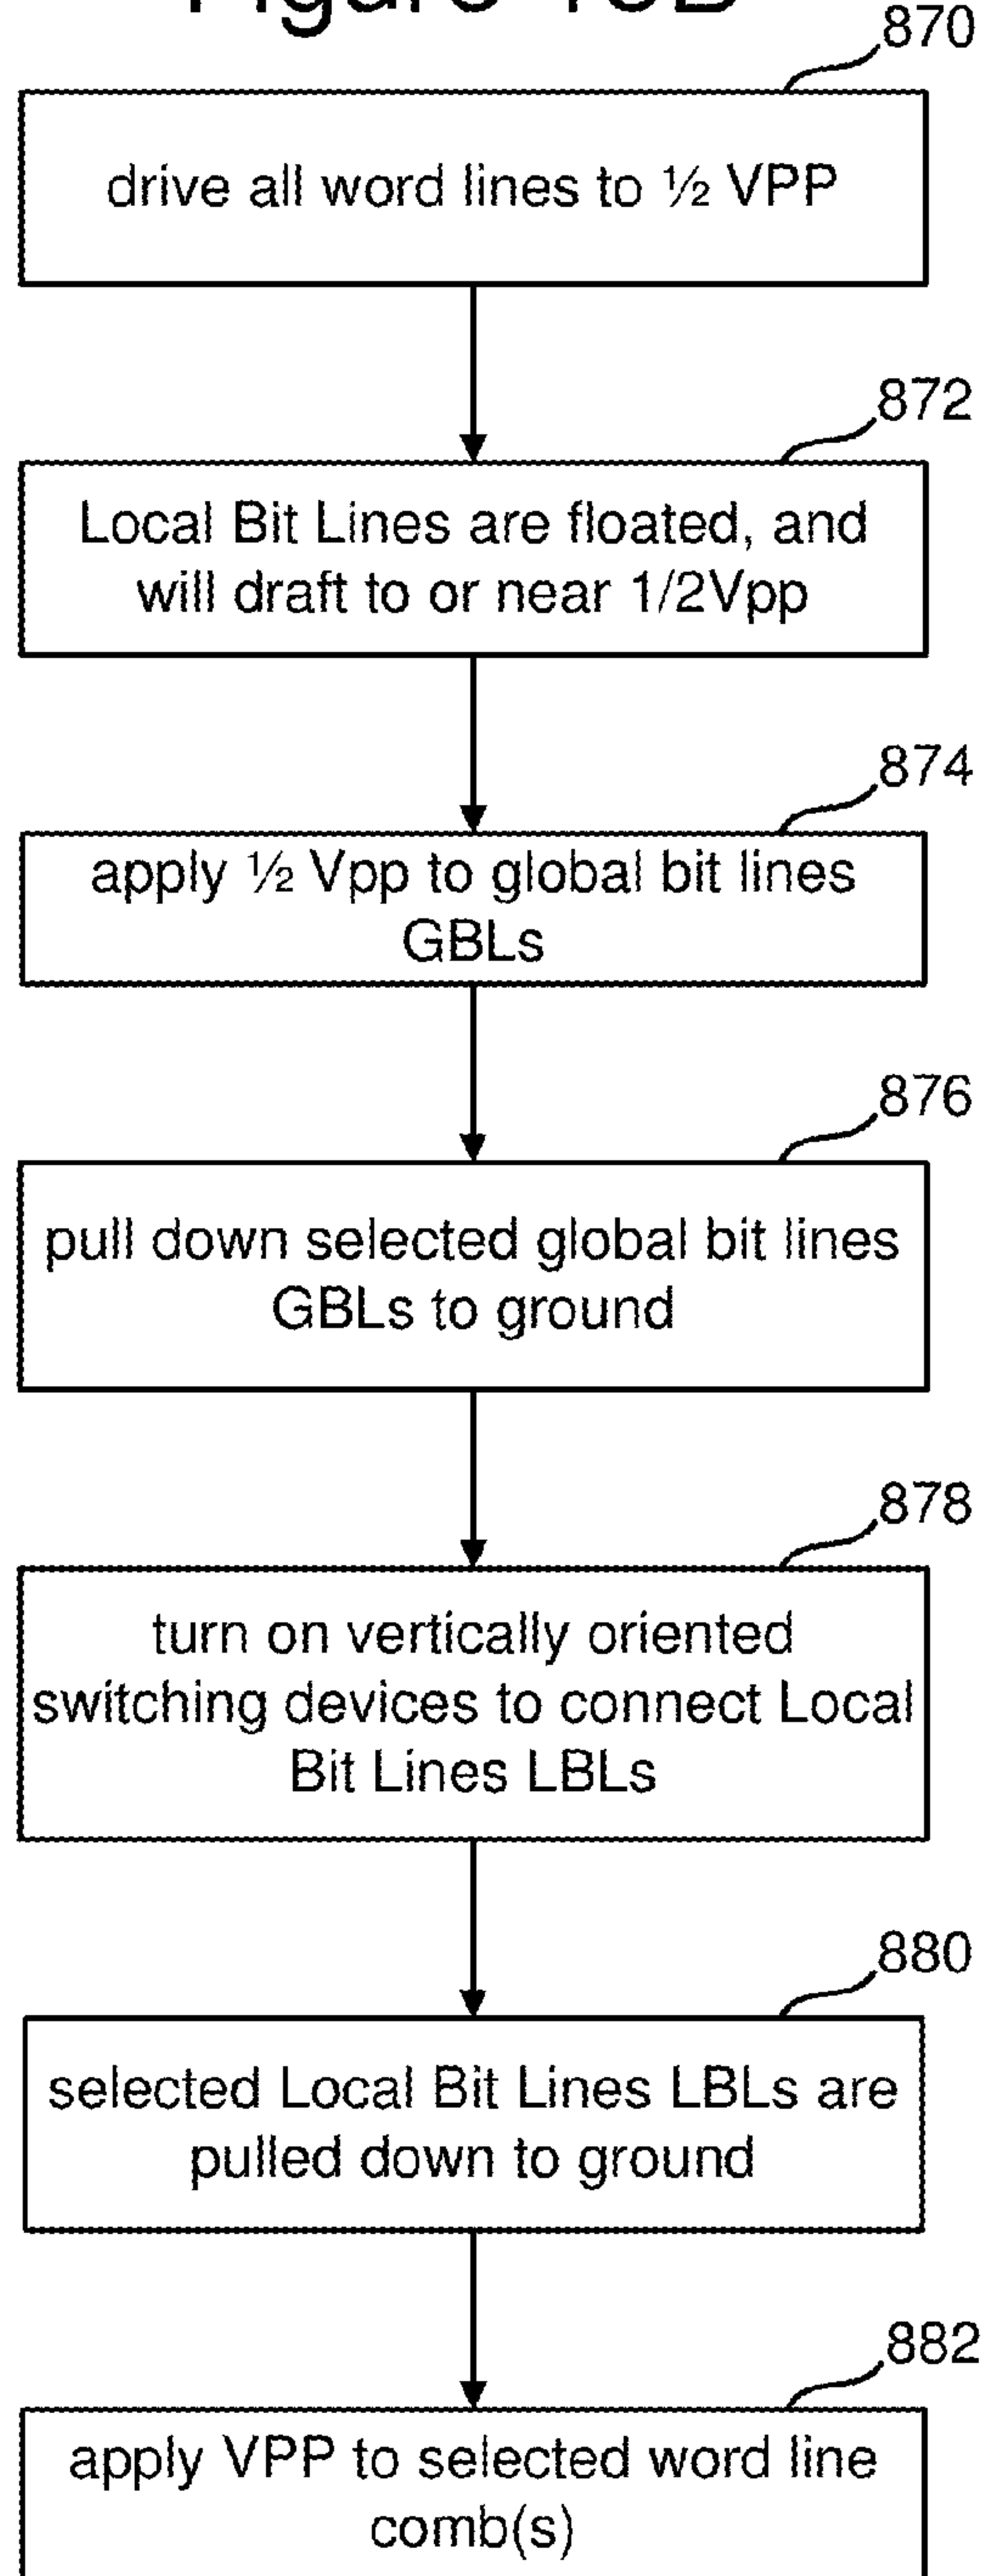 Figure
870
drive all word lines to ½ VPP
872
Local Bit Lines are floated, and
will draft to or near 1/2Vpp
874
apply ½ Vpp to global bit lines
GBLs
876
pull down selected global bit lines
GBLs to ground
878
turn on vertically oriented
switching devices to connect Local
Bit Lines LBLs
880
selected Local Bit Lines LBLs are
pulled down to ground
882
apply VPP to selected word line
comb(s)